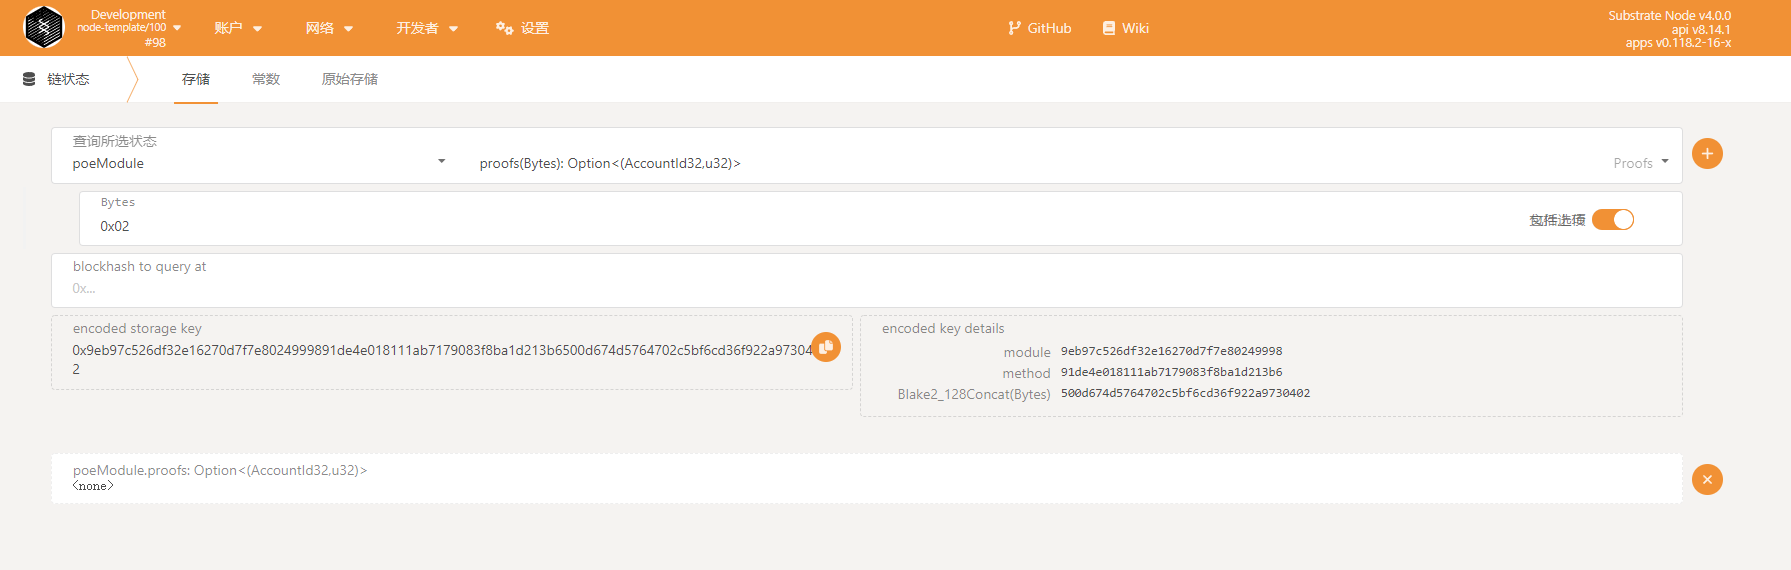 Development
node-template/100
#98
账户
网络
开发者
设置
GitHub
Wiki
Substrate Node v4.0.0
api v8.14.1
apps v0.118.2-16-x
链状态
存储
常数
原始存储
查询所选状态
poeModule
proofs(Bytes): Option<(AccountId32,u32)>
Proofs
Bytes
0x02
blockhash to query at
0x...
encoded storage key
0x9eb97c526df32e16270d7f7e8024999891de4e018111ab7179083f8ba1d213b6500d674d5764702c5bf6cd36f922a97304
2
encoded key details
module 9eb97c526df32e16270d7f7e80249998
method 91de4e018111ab7179083f8ba1d213b6
Blake2_128Concat(Bytes) 500d674d5764702c5bf6cd36f922a9730402
poeModule.proofs: Option<(AccountId32,u32)>
<none>